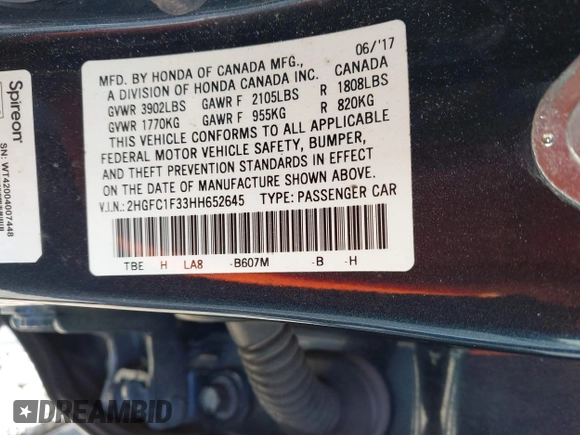 Spireon
SN: WT42004007448
06/'17
MFD. BY HONDA OF CANADA MFG.,
A DIVISION OF HONDA CANADA INC. CANADA
GVWR 3902LBS GAWR F 2105LBS R 1808LBS
GVWR 1770KG GAWR F 955KG R 820KG
THIS VEHICLE CONFORMS TO ALL APPLICABLE
FEDERAL MOTOR VEHICLE SAFETY, BUMPER,
AND THEFT PREVENTION STANDARDS IN EFFECT
ON THE DATE OF MANUFACTURE SHOWN ABOVE.
V.I.N.: 2HGFC1F33HH652645 TYPE: PASSENGER CAR
TBE H LA8 -B607M -B -H
DREAMBID